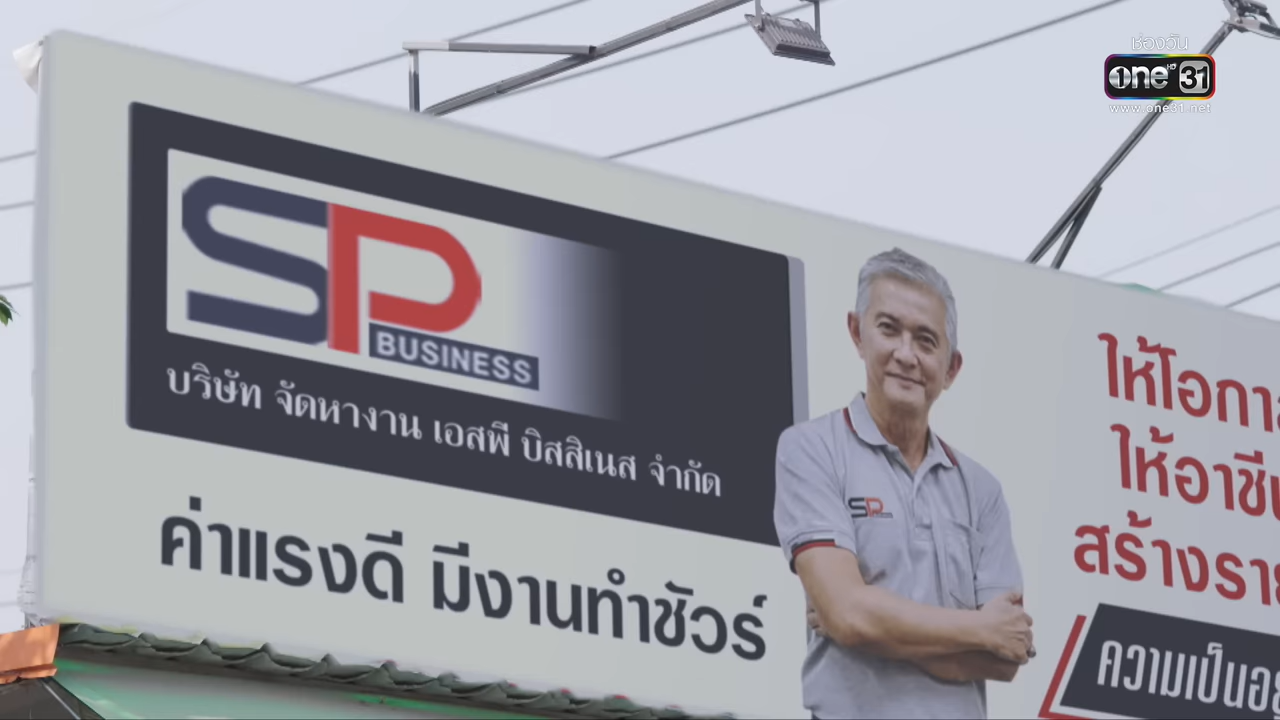 ช่องวัน
one HD 31
www.one31.net
SP
BUSINESS
บริษัท จัดหางาน เอสพี บิสสิเนส จำกัด
ค่าแรงดี มีงานทำชัวร์
SP
ให้โอกา
ให้อาชี
สร้างรา
ความเป็นอ